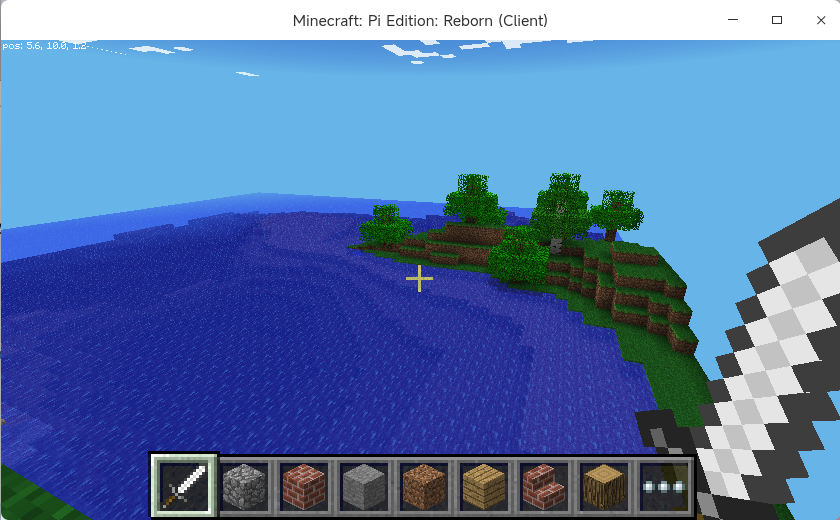 Minecraft: Pi Edition: Reborn (Client)
pos: 5.6, 10.0, 1.2